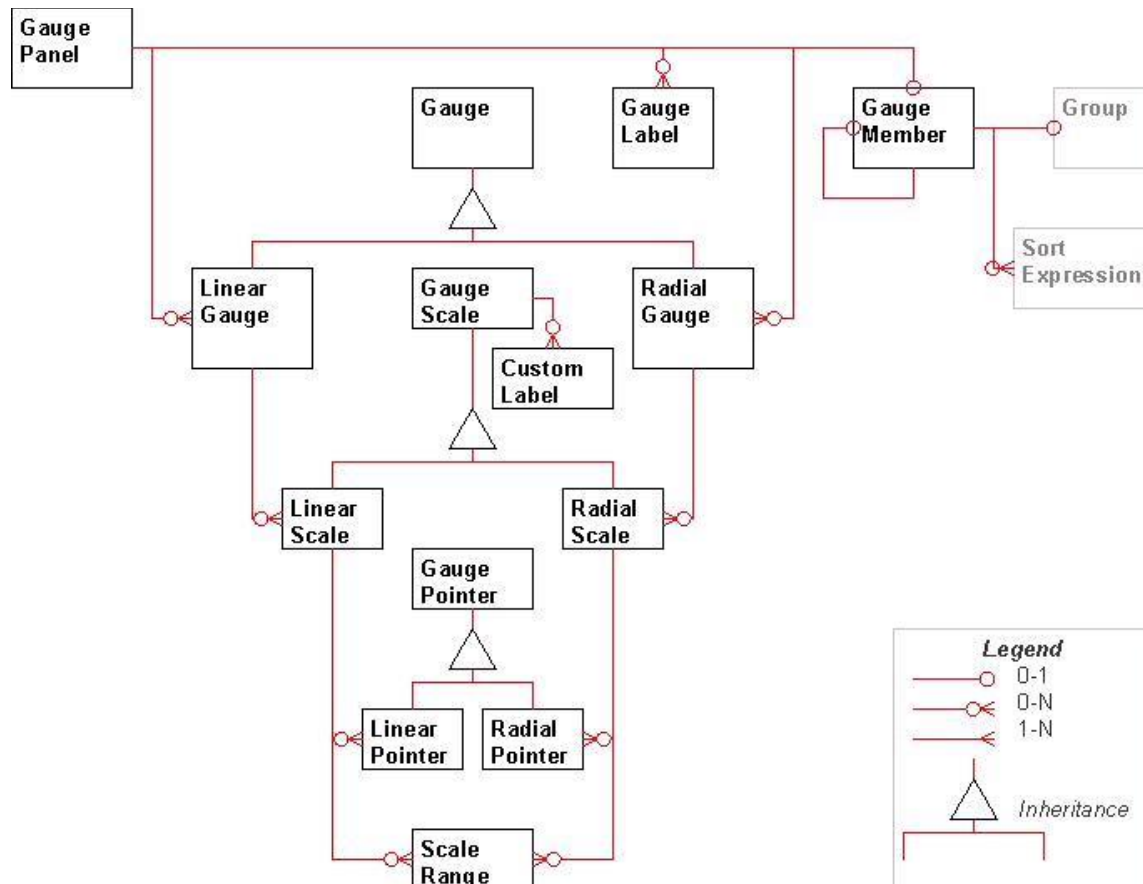 Gauge
Panel
Gauge
Gauge
Label
Gauge
Member
Group
Sort
Expression
Linear
Gauge
Gauge
Scale
Radial
Gauge
Custom
Label
Linear
Scale
Radial
Scale
Gauge
Pointer
Linear
Pointer
Radial
Pointer
Scale
Range
Legend
0-1
0-N
1-N
Inheritance